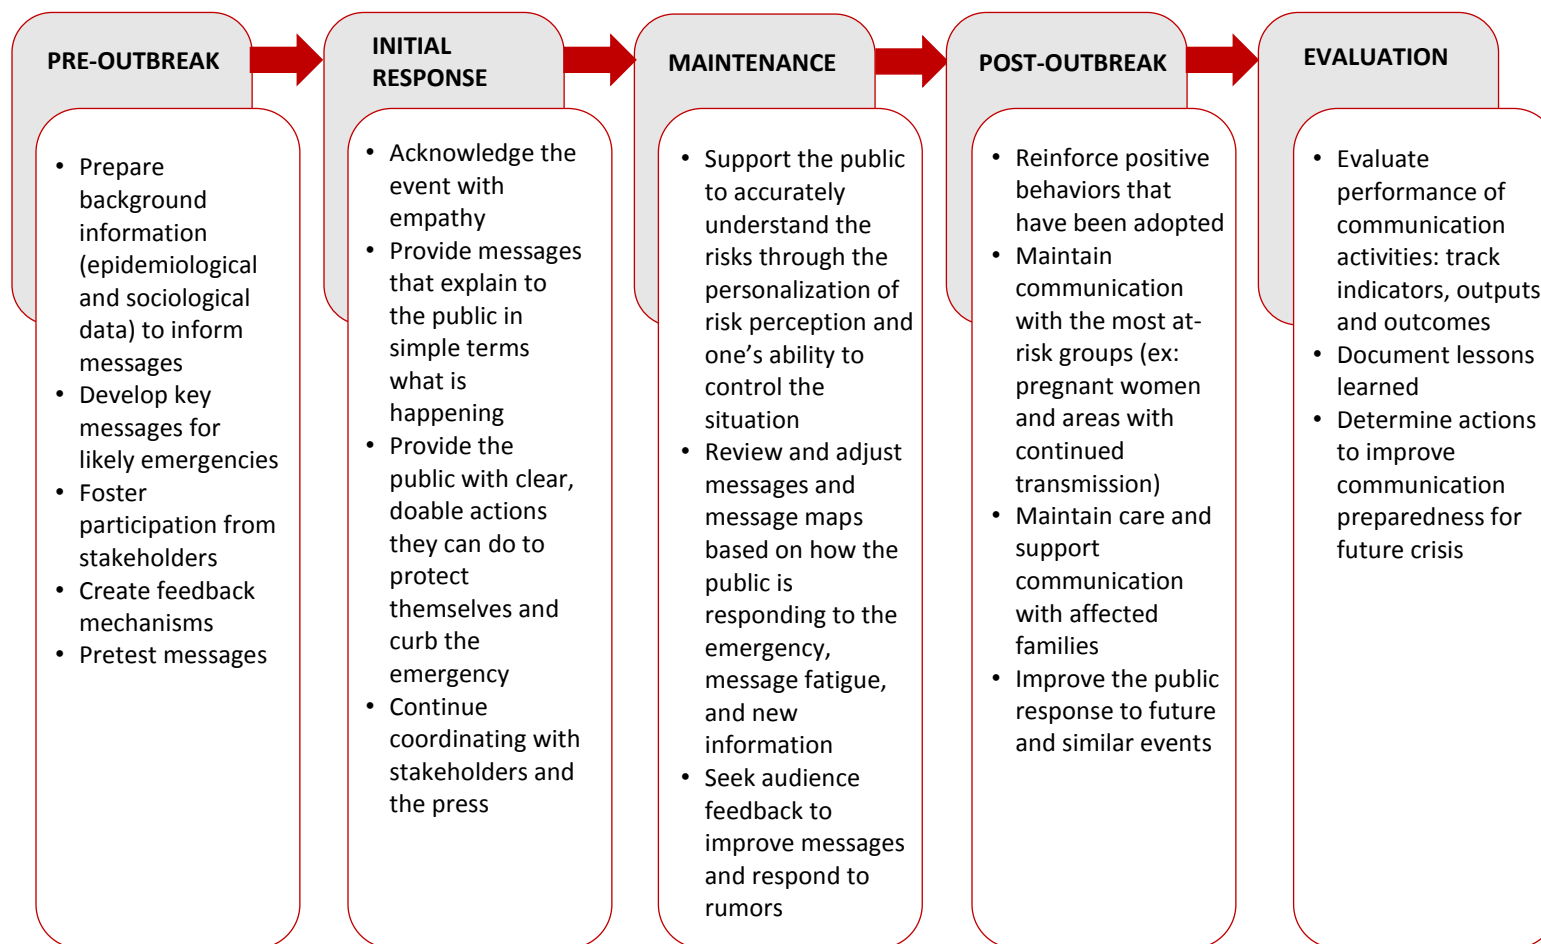 PRE-OUTBREAK
• Prepare
background
information
(epidemiological
and sociological
data) to inform
messages
• Develop key
messages for
likely emergencies
• Foster
participation from
stakeholders
• Create feedback
mechanisms
• Pretest messages
INITIAL
RESPONSE
• Acknowledge the
event with
empathy
• Provide messages
that explain to
the public in
simple terms
what is
happening
• Provide the
public with clear,
doable actions
they can do to
protect
themselves and
curb the
emergency
• Continue
coordinating with
stakeholders and
the press
MAINTENANCE
• Support the public
to accurately
understand the
risks through the
personalization of
risk perception and
one’s ability to
control the
situation
• Review and adjust
messages and
message maps
based on how the
public is
responding to the
emergency,
message fatigue,
and new
information
• Seek audience
feedback to
improve messages
and respond to
rumors
POST-OUTBREAK
• Reinforce positive
behaviors that
have been adopted
• Maintain
communication
with the most at-
risk groups (ex:
pregnant women
and areas with
continued
transmission)
• Maintain care and
support
communication
with affected
families
• Improve the public
response to future
and similar events
EVALUATION
• Evaluate
performance of
communication
activities: track
indicators, outputs
and outcomes
• Document lessons
learned
• Determine actions
to improve
communication
preparedness for
future crisis